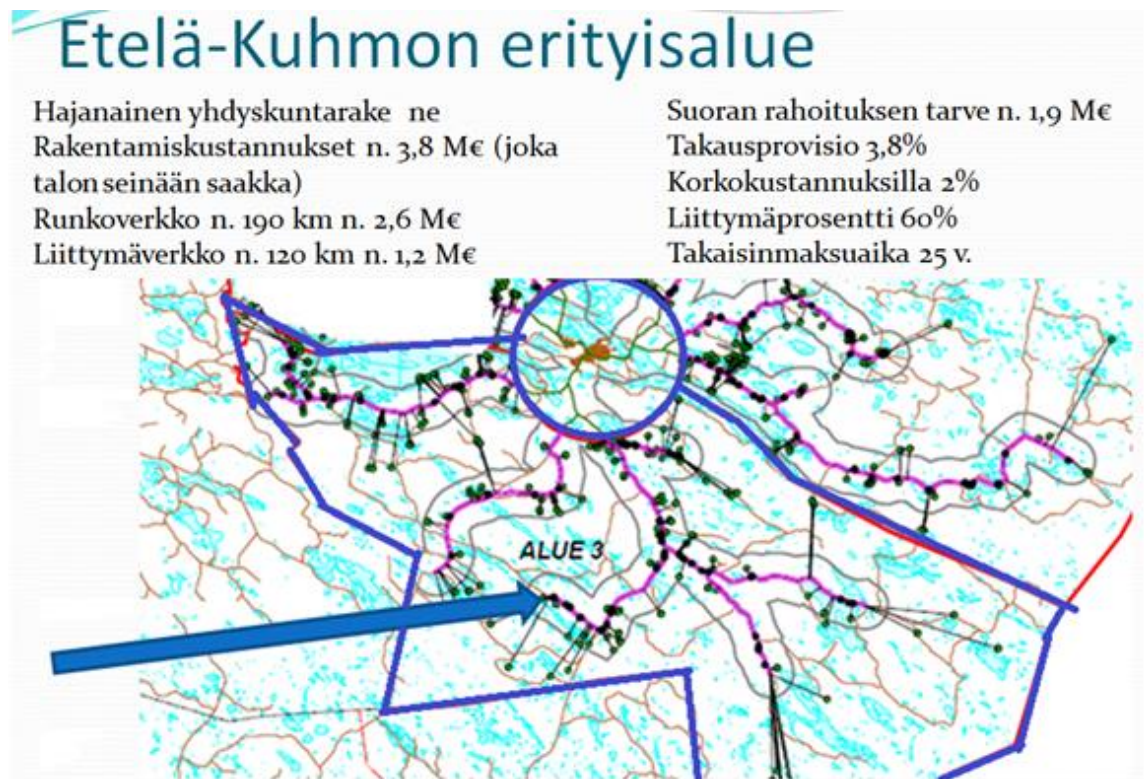 Etelä-Kuhmon erityisalue
Hajanainen yhdyskuntarake ne
Rakentamiskustannukset n. 3,8 M€ (joka
talon seinään saakka)
Runkoverkko n. 190 km n. 2,6 M€
Liittymäverkko n. 120 km n. 1,2 M€
Suoran rahoituksen tarve n. 1,9 M€
Takausprovisio 3,8%
Korkokustannuksilla 2%
Liittymäprosentti 60%
Takaisinmaksuaika 25 v.
ALUE 3